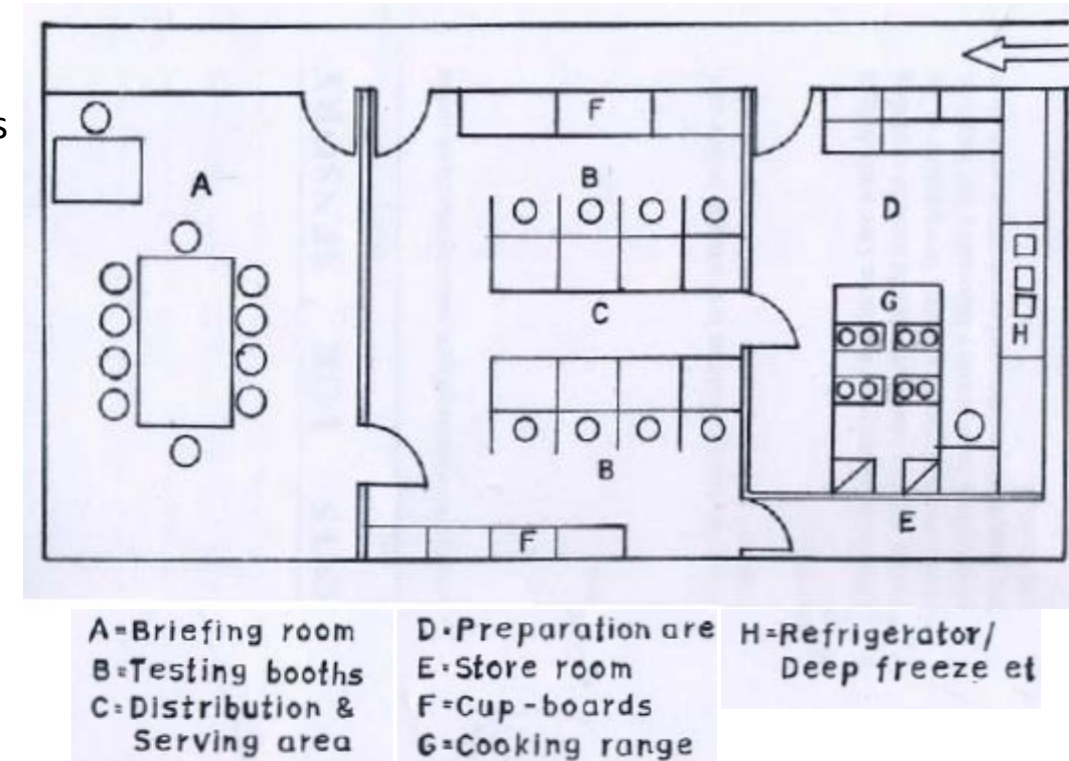 S
A
F
B
D
G
C
H
B
F
E
A=Briefing room
B=Testing booths
C=Distribution &
Serving area
D=Preparation are
E=Store room
F=Cup-boards
G=Cooking range
H=Refrigerator/
Deep freeze et